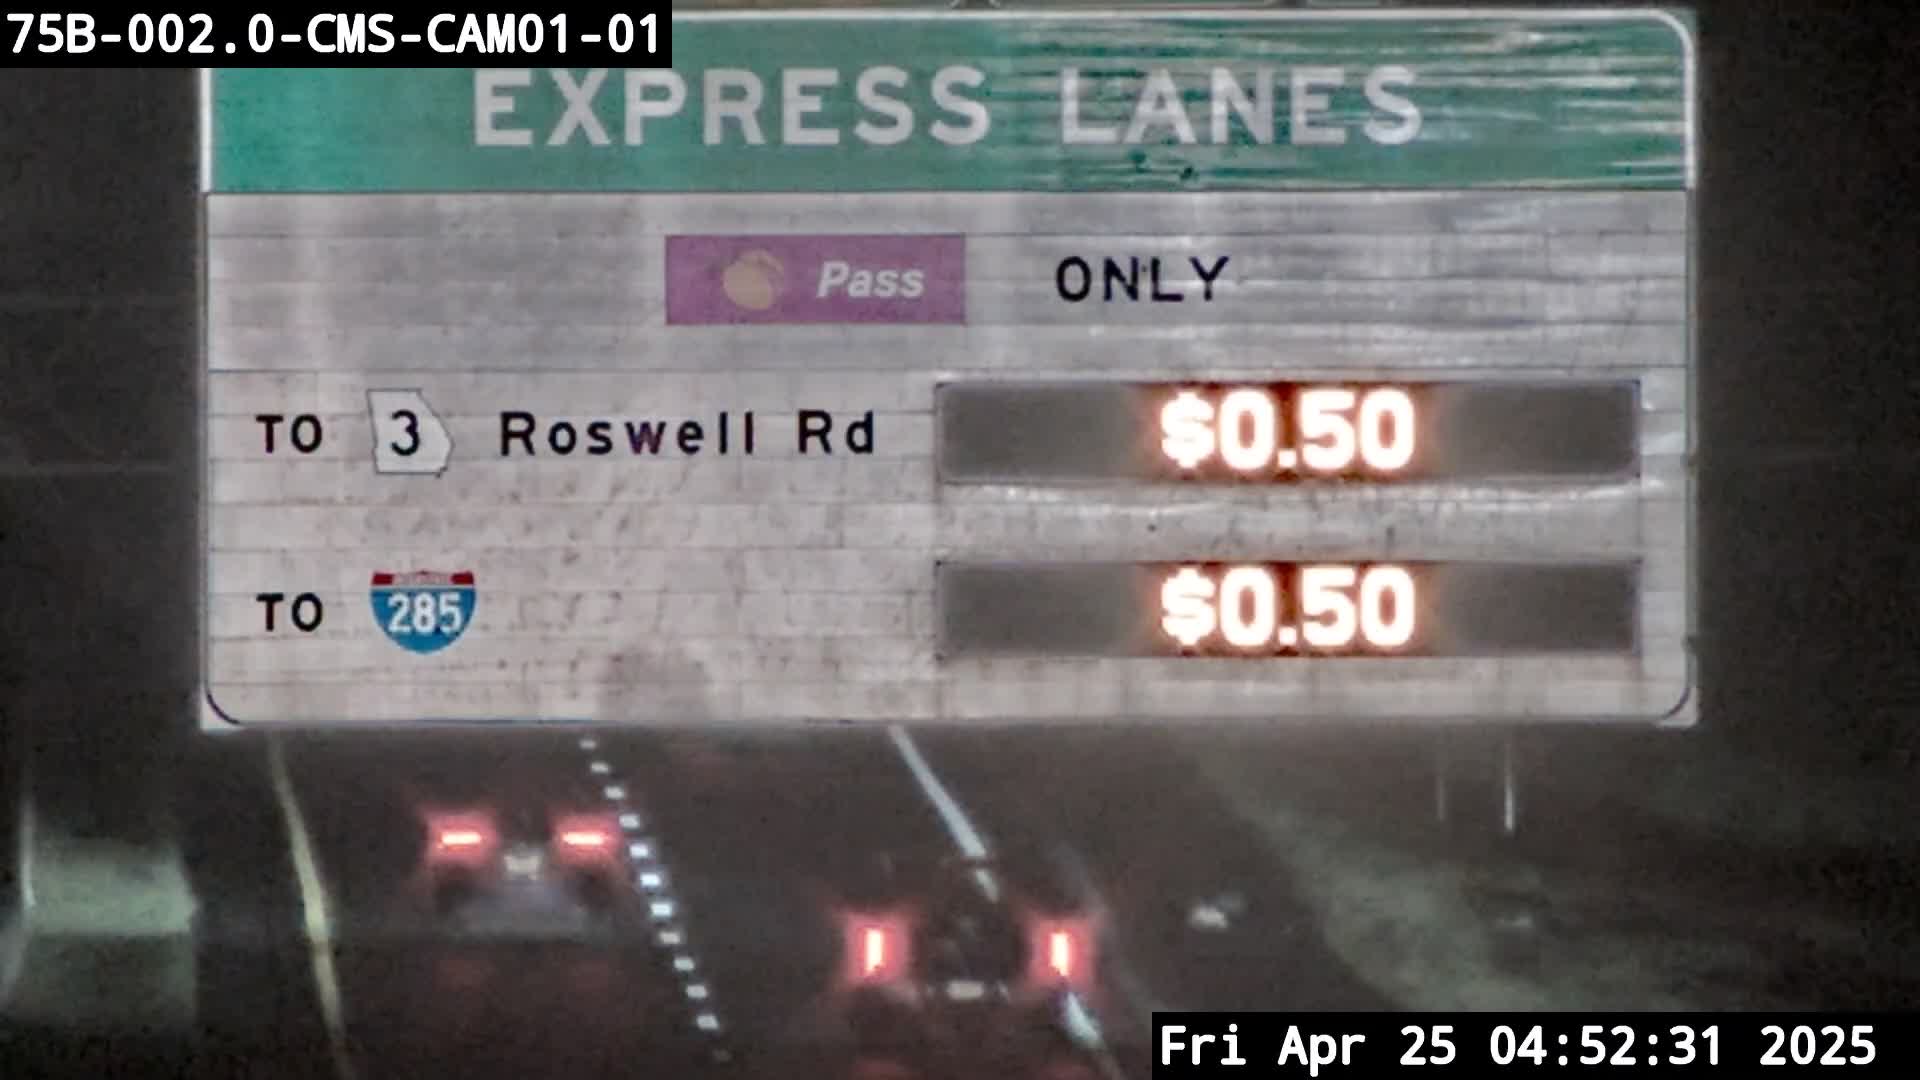 75B-002.0-CMS-CAM01-01
EXPRESS LANES
Pass ONLY
TO 3 Roswell Rd $0.50
TO 285 $0.50
Fri Apr 25 04:52:31 2025